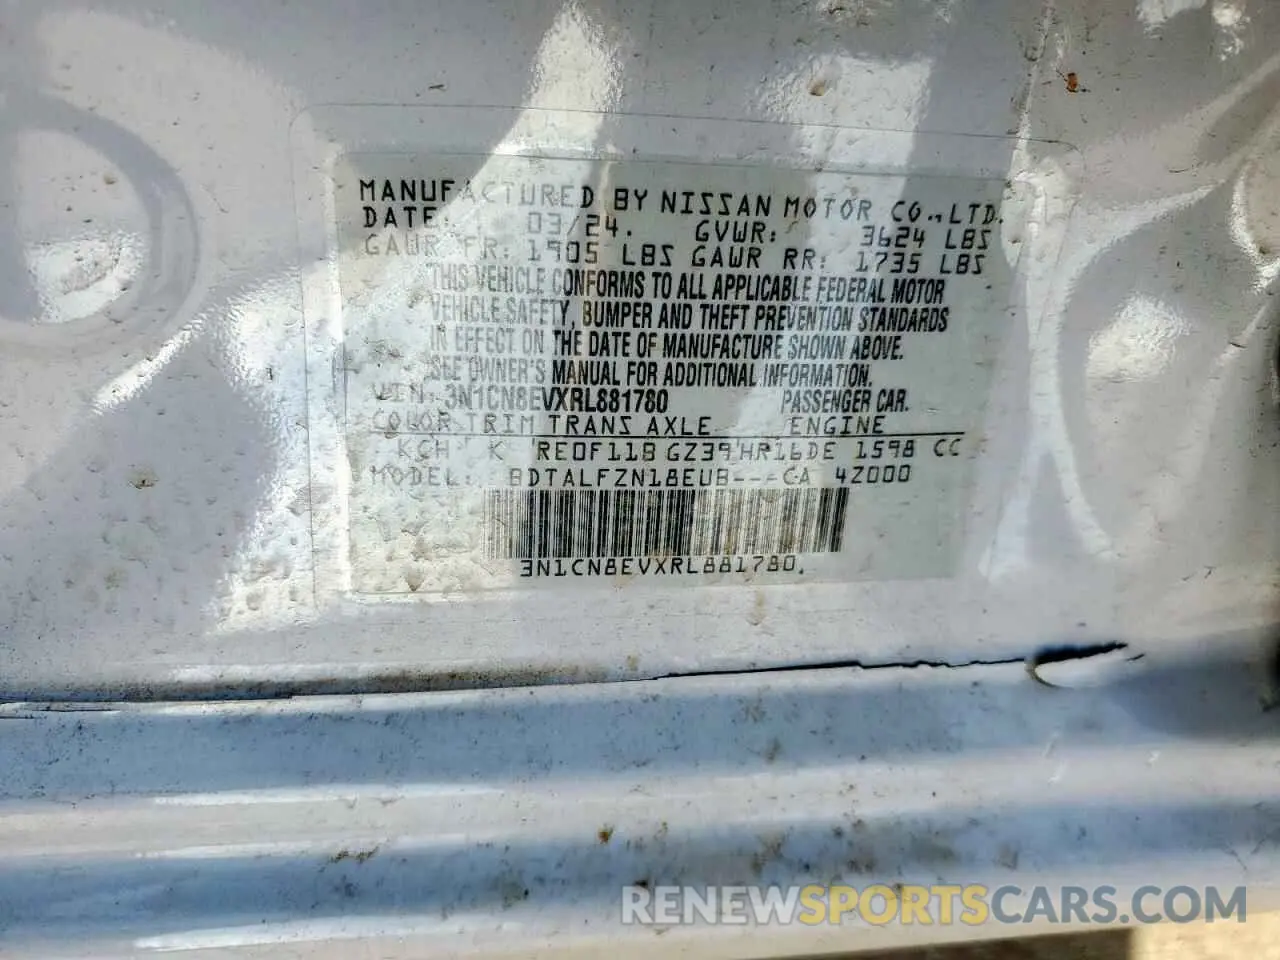 MANUFACTURED BY NISSAN MOTOR CO.,LTD.
DATE: 03/24. GVWR: 3624 LBS
GAWR FR: 1905 LBS GAWR RR: 1735 LBS
THIS VEHICLE CONFORMS TO ALL APPLICABLE FEDERAL MOTOR
VEHICLE SAFETY, BUMPER AND THEFT PREVENTION STANDARDS
IN EFFECT ON THE DATE OF MANUFACTURE SHOWN ABOVE.
SEE OWNER'S MANUAL FOR ADDITIONAL INFORMATION.
VIN: 3N1CN8EVXRL881780 PASSENGER CAR.
COLOR TRIM TRANS AXLE ENGINE
KCH K 'RE0F11B GZ39'HR16DE 1598 CC
MODEL: BDTALFZN18EUB----CA 4Z000
3N1CN8EVXRL881780.
RENEWSPORTSCARS.COM